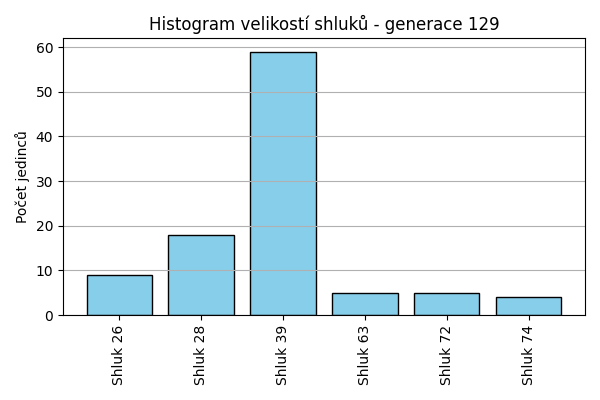 Histogram velikostí shluků - generace 129
Počet jedinců
60
50
40
30
20
10
0
Shluk 26
Shluk 28
Shluk 39
Shluk 63
Shluk 72
Shluk 74